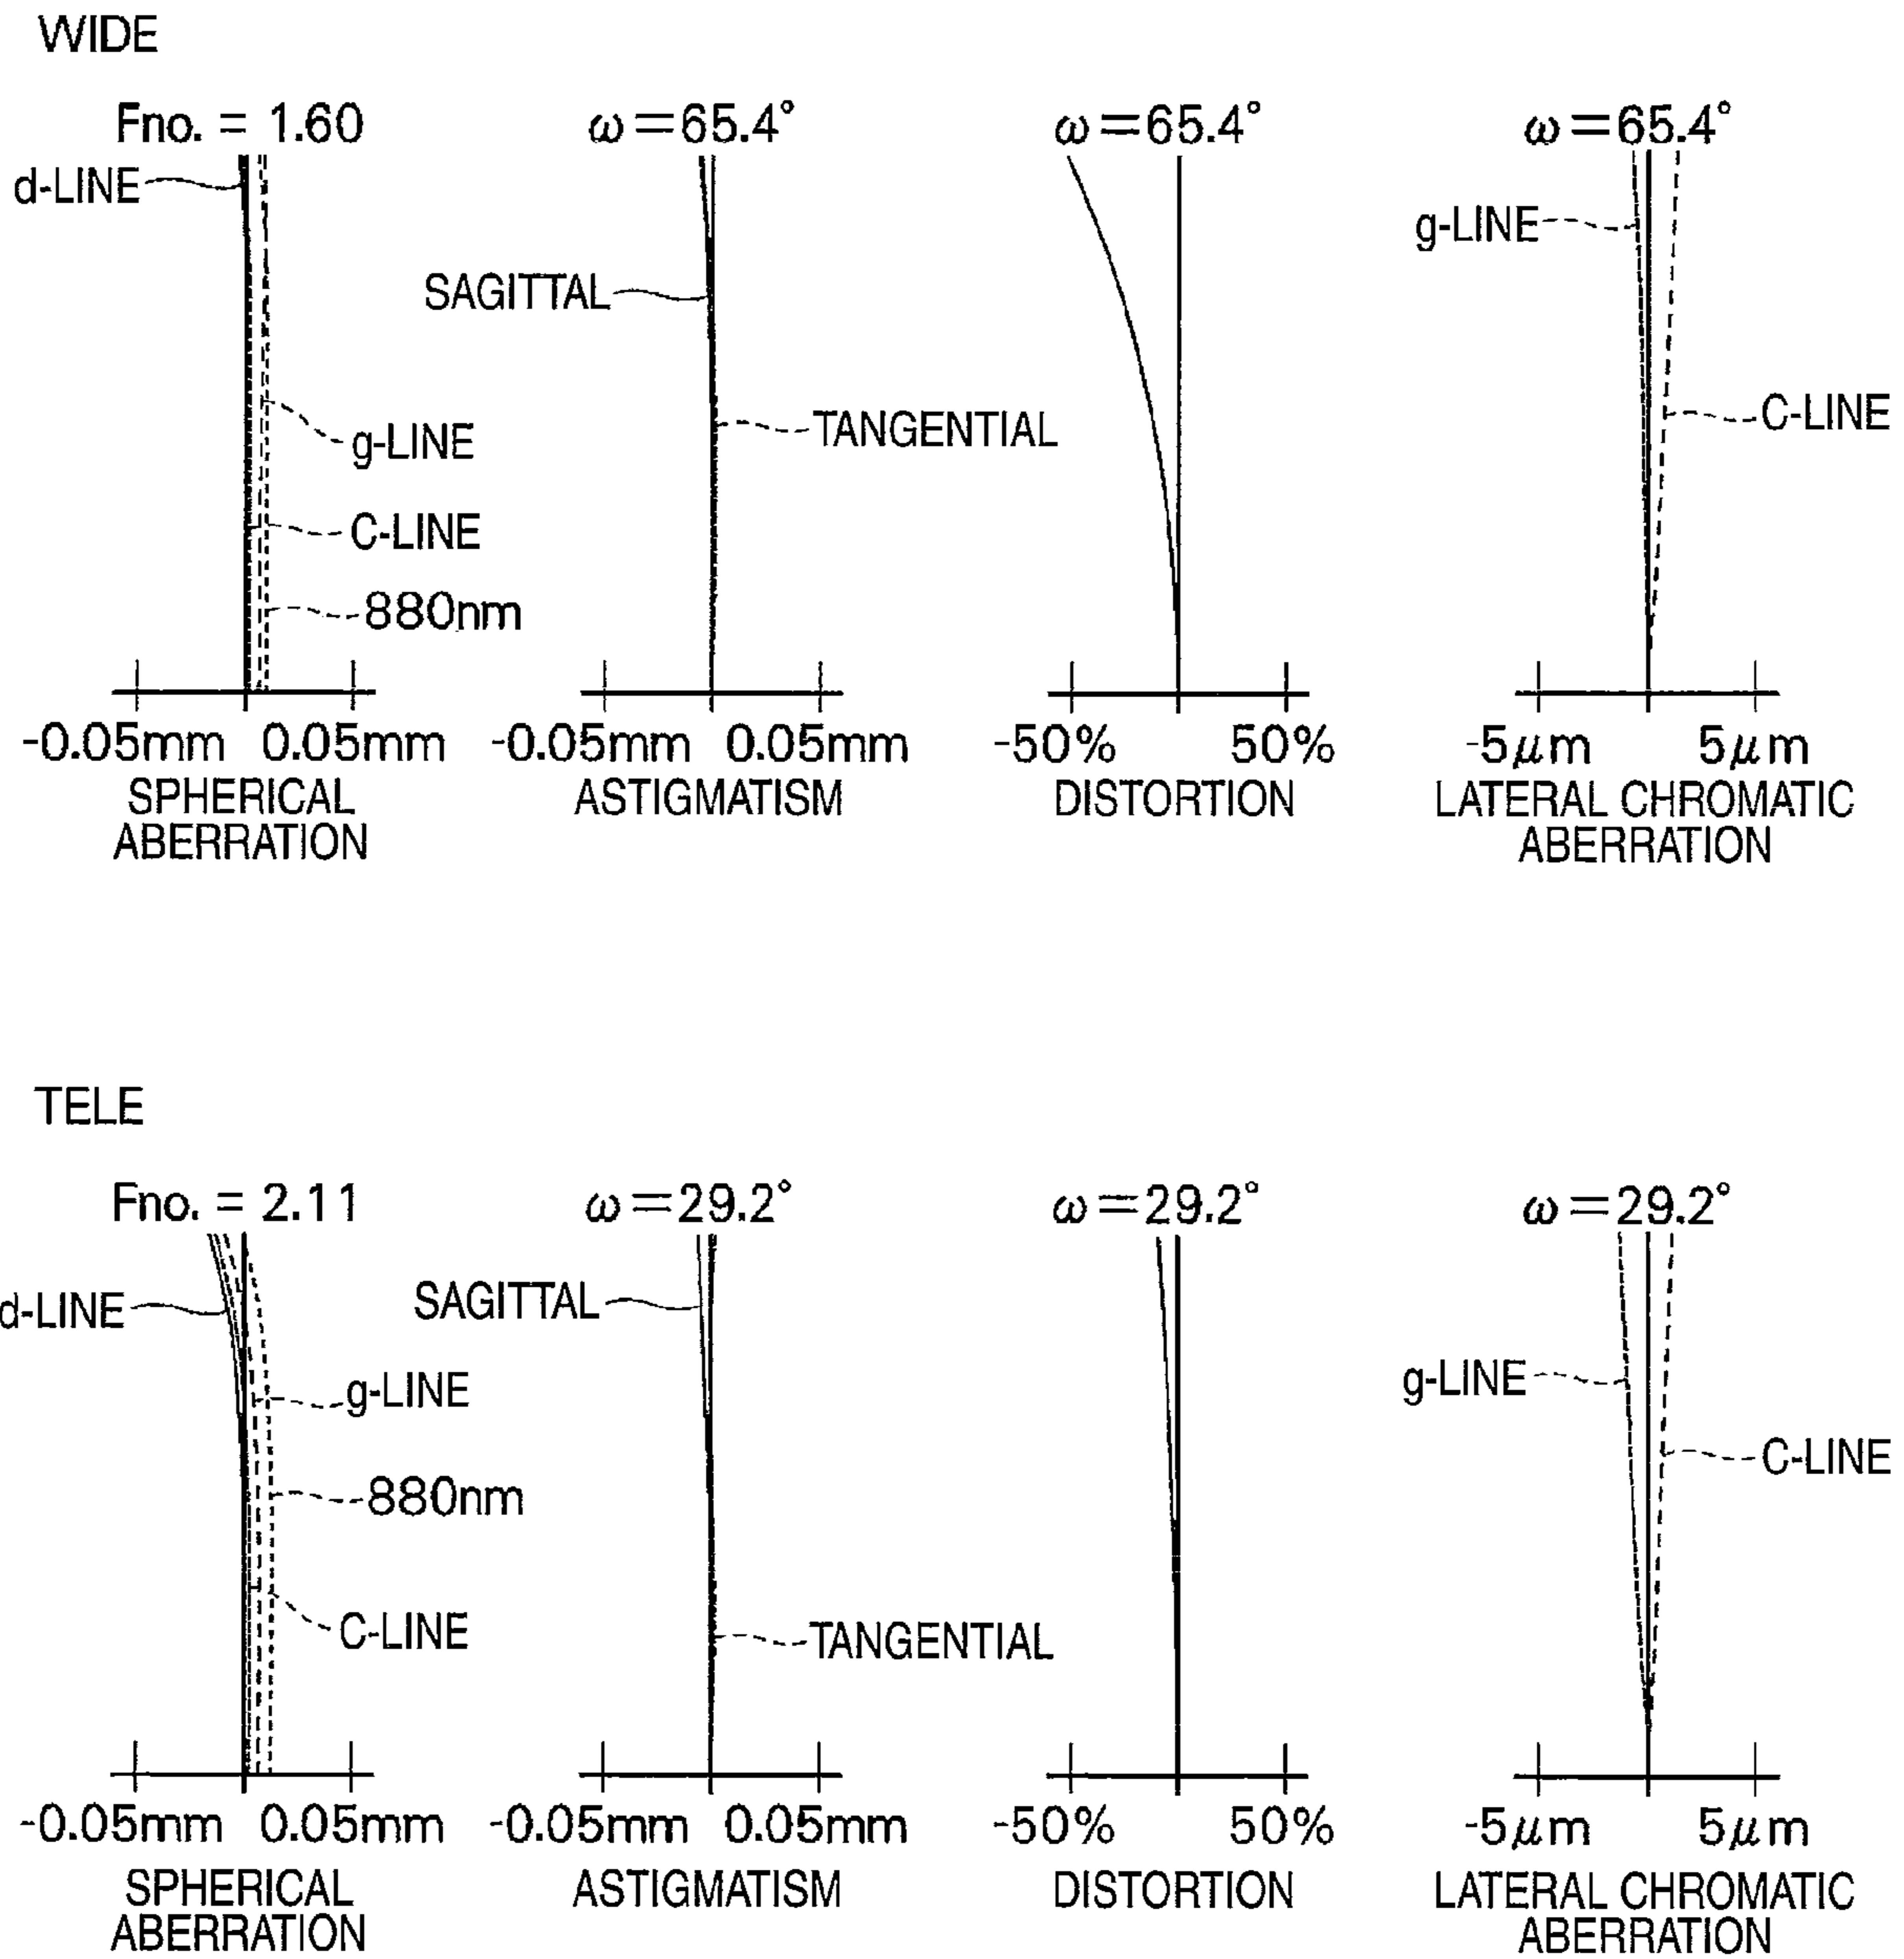 WIDE
Fno. = 1.60
ω=65.4°
ω=65.4°
ω=65.4°
d-LINE
g-LINE
SAGITTAL
C-LINE
TANGENTIAL
g-LINE
C-LINE
880nm
-0.05mm 0.05mm
-0.05mm 0.05mm
-50% 50%
-5μm 5μm
SPHERICAL
ABERRATION
ASTIGMATISM
DISTORTION
LATERAL CHROMATIC
ABERRATION
TELE
Fno. = 2.11
ω=29.2°
ω=29.2°
ω=29.2°
d-LINE
SAGITTAL
g-LINE
g-LINE
C-LINE
880nm
C-LINE
TANGENTIAL
-0.05mm 0.05mm
-0.05mm 0.05mm
-50% 50%
-5μm 5μm
SPHERICAL
ABERRATION
ASTIGMATISM
DISTORTION
LATERAL CHROMATIC
ABERRATION